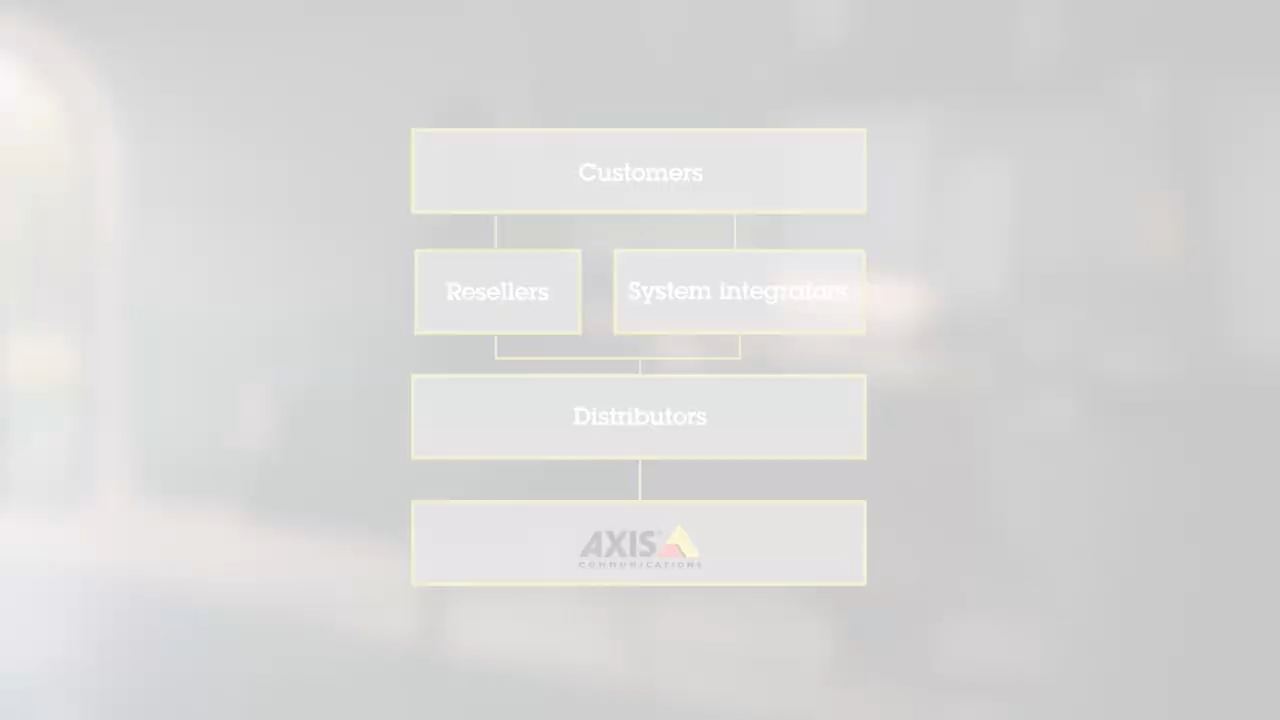 Customers
Resellers
System integrators
Distributors
AXIS
COMMUNICATIONS